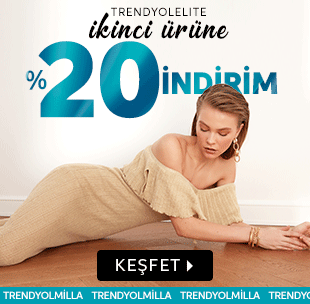 TRENDYOLELITE
ikinci ürüne
%20 İNDİRİM
KEŞFET
TRENDYOLMİLLA TRENDYOLMİLLA TRENDYOLMİLLA TRENDYOLMİLLA